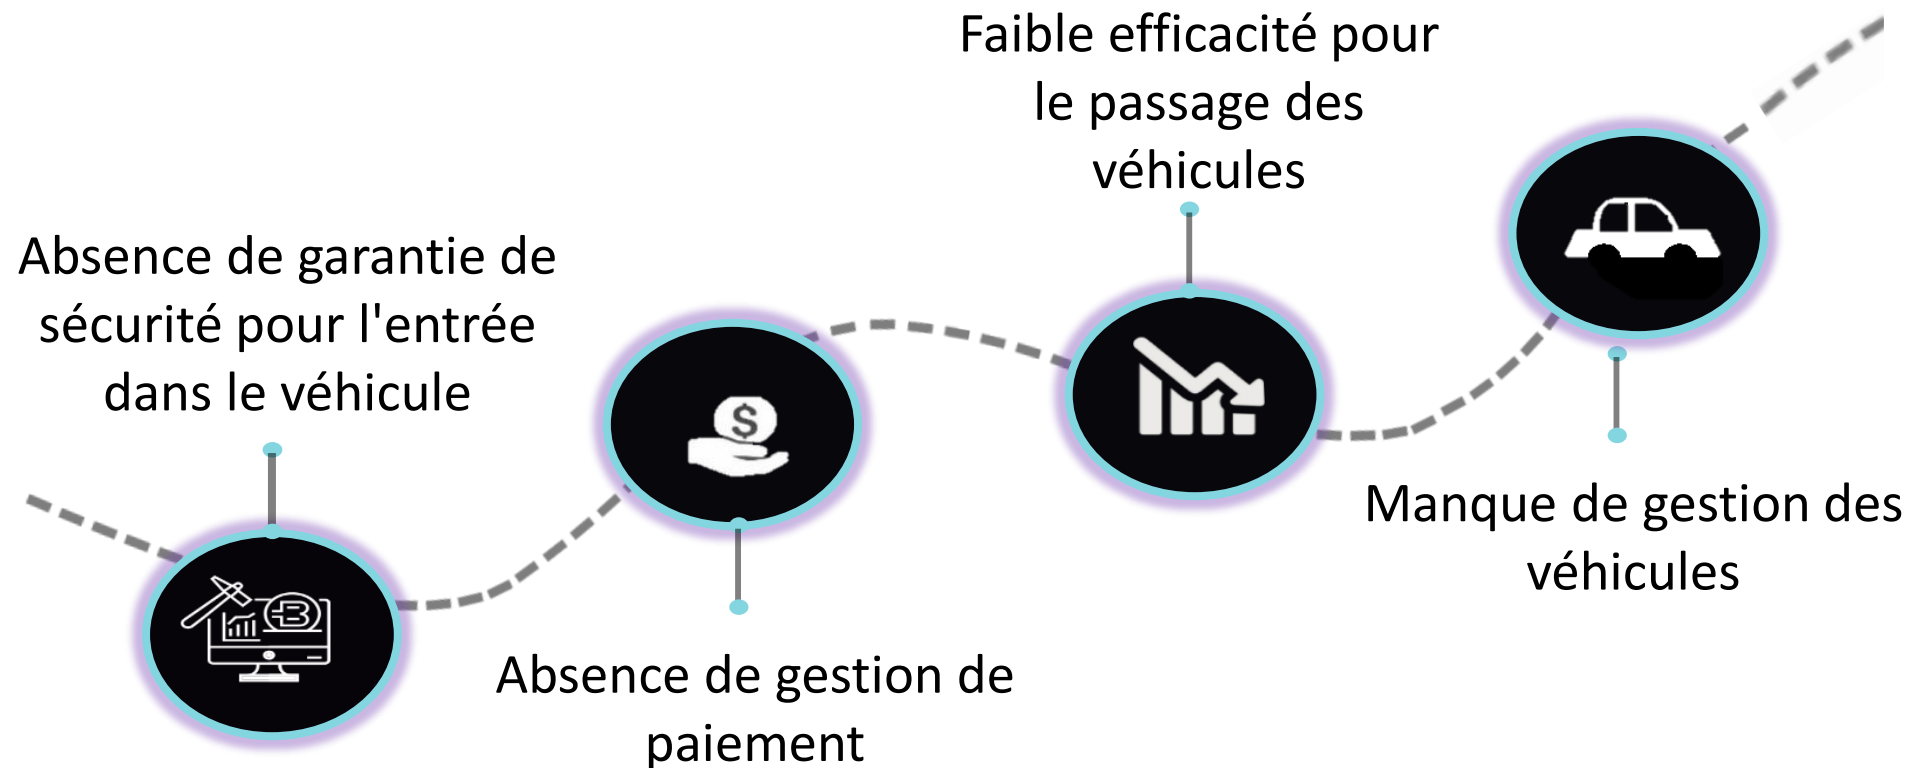 Absence de garantie de
sécurité pour l'entrée
dans le véhicule
$
B
Absence de gestion de
paiement
Faible efficacité pour
le passage des
véhicules
Manque de gestion des
véhicules